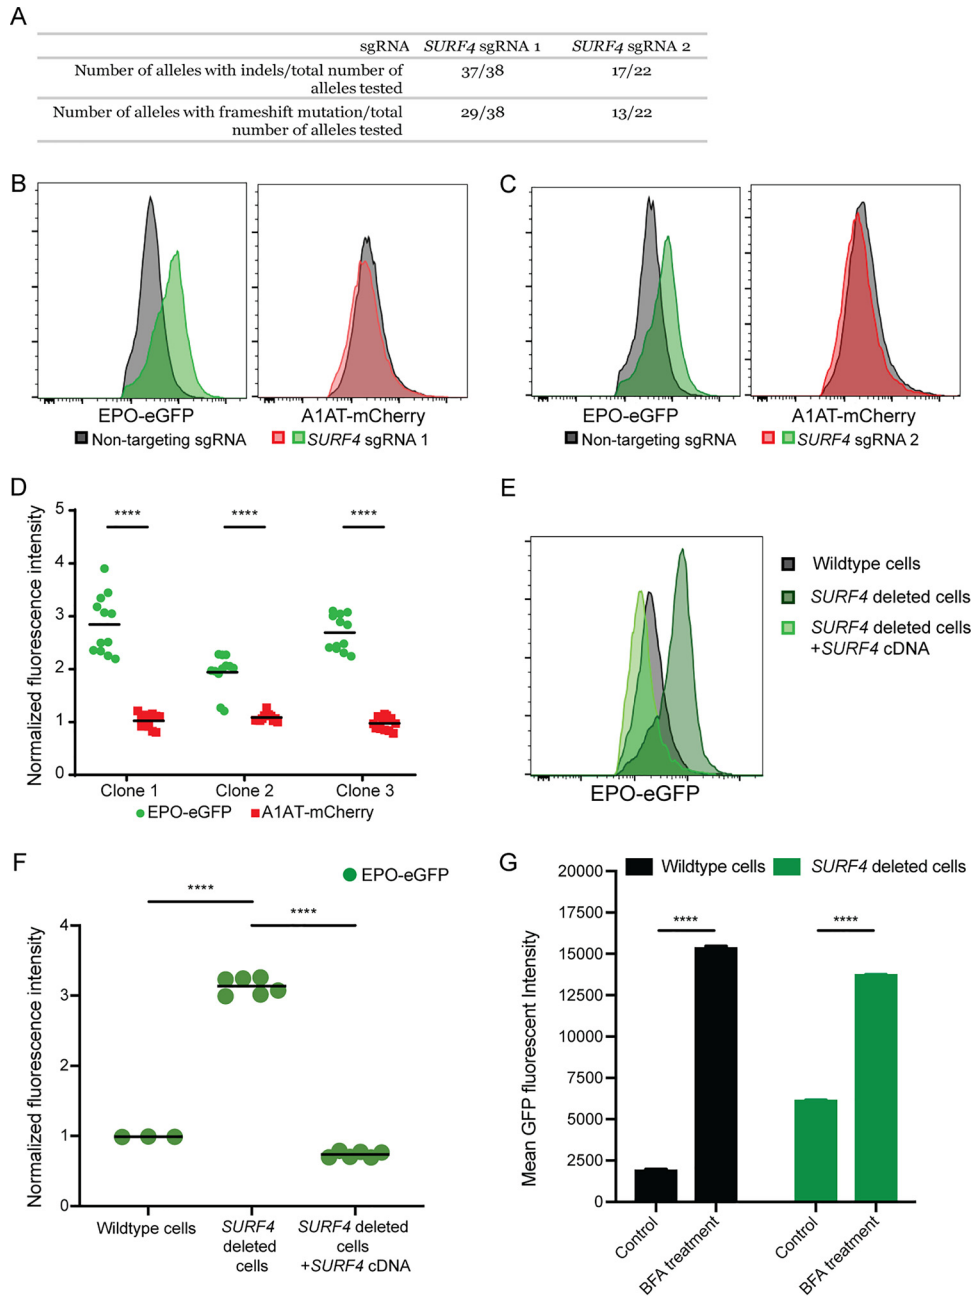 A
sgRNA SURF4 sgRNA 1 SURF4 sgRNA 2
Number of alleles with indels/total number of 37/38 17/22
alleles tested
Number of alleles with frameshift mutation/total 29/38 13/22
number of alleles tested
B
EPO-eGFP A1AT-mCherry
Non-targeting sgRNA SURF4 sgRNA 1
C
EPO-eGFP A1AT-mCherry
Non-targeting sgRNA SURF4 sgRNA 2
D
Normalized fluorescence intensity
5
4
3
2
1
0
**** **** ****
Clone 1 Clone 2 Clone 3
EPO-eGFP A1AT-mCherry
E
EPO-eGFP
Wildtype cells
SURF4 deleted cells
SURF4 deleted cells
+SURF4 cDNA
F
EPO-eGFP
Normalized fluorescence intensity
4
3
2
1
0
**** ****
Wildtype cells
SURF4
deleted
cells
SURF4 deleted
cells
+SURF4 cDNA
G
Wildtype cells SURF4 deleted cells
Mean GFP fluorescent Intensity
20000
17500
15000
12500
10000
7500
5000
2500
0
**** ****
Control
BFA treatment
Control
BFA treatment